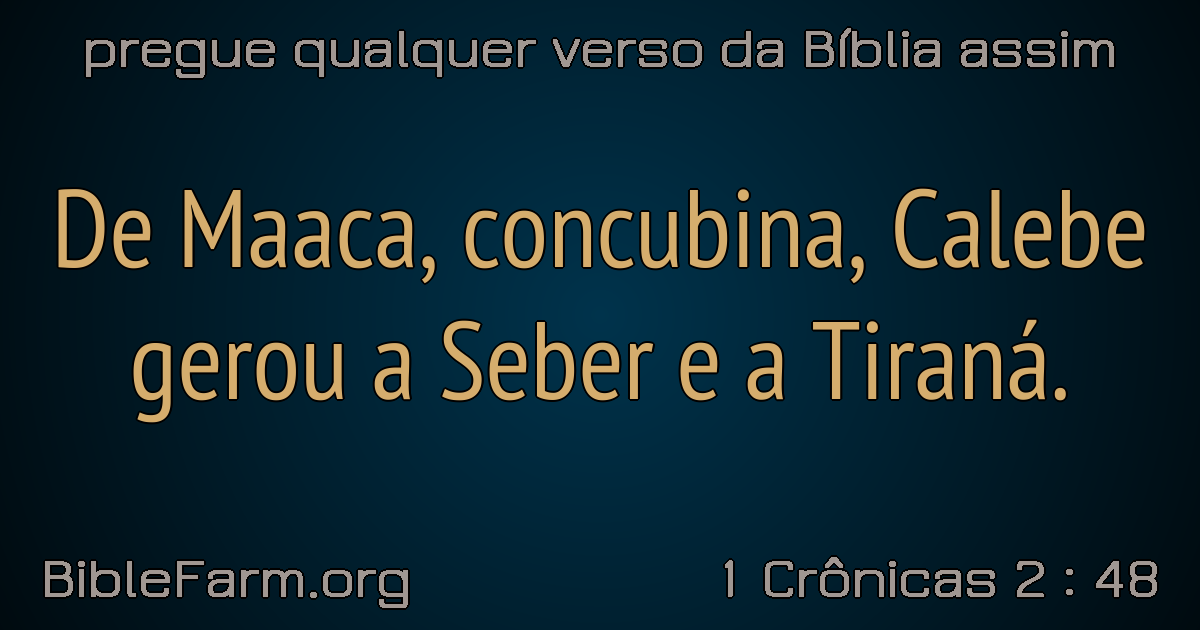 pregue qualquer verso da Bíblia assim
De Maaca, concubina, Calebe
gerou a Seber e a Tiraná.
BibleFarm.org
1 Crônicas 2 : 48